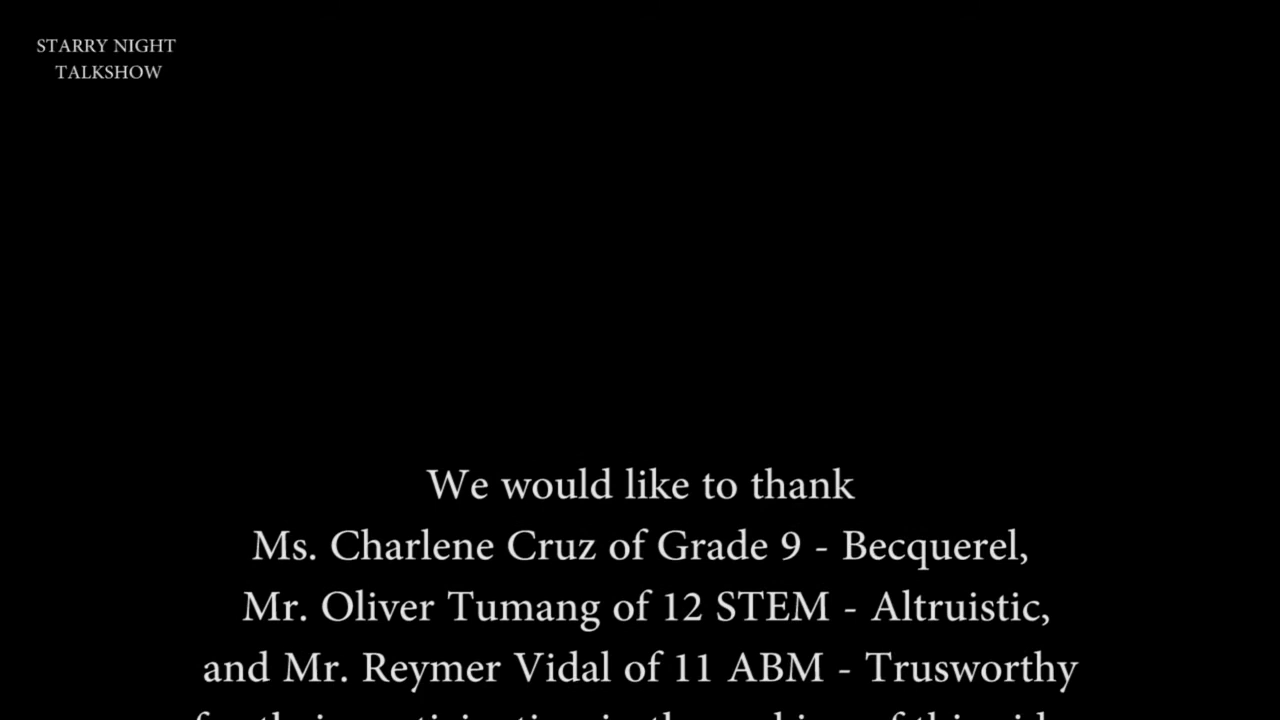 STARRY NIGHT
TALKSHOW
We would like to thank
Ms. Charlene Cruz of Grade 9 - Becquerel,
Mr. Oliver Tumang of 12 STEM - Altruistic,
and Mr. Reymer Vidal of 11 ABM - Trusworthy